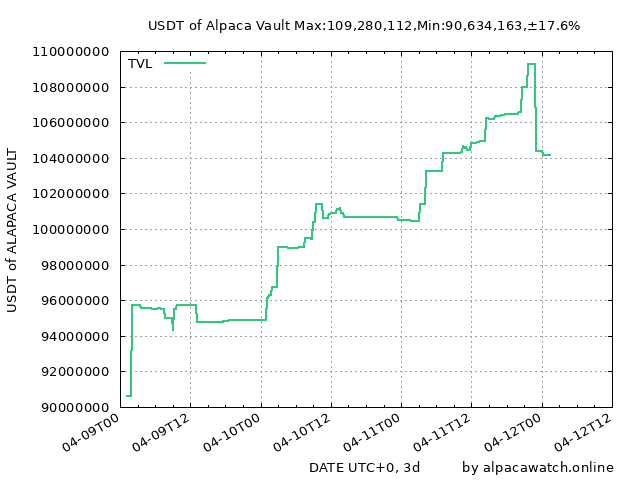 USDT of Alpaca Vault Max:109,280,112,Min:90,634,163,±17.6%
TVL
110000000
108000000
106000000
104000000
102000000
100000000
98000000
96000000
94000000
92000000
90000000
USDT of ALAPACA VAULT
04-09T00
04-09T12
04-10T00
04-10T12
04-11T00
04-11T12
04-12T00
04-12T12
DATE UTC+0, 3d
by alpacawatch.online